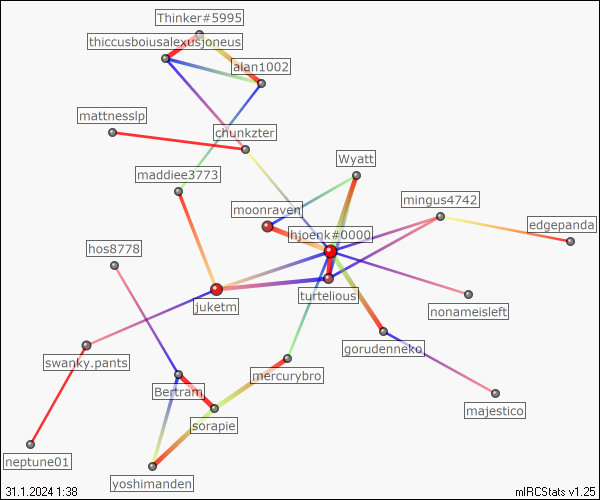 Thinker#5995
thiccusboiusalexusjoneus
alan1002
mattnesslp
chunkzter
Wyatt
maddiee3773
mingus4742
moonraven
edgepanda
hjoenk#0000
hos8778
turtelious
juketm
nonameisleft
gorudenneko
swanky.pants
mercurybro
Bertram
majestico
sorapie
neptune01
yoshimanden
31.1.2024 1:38
mIRCStats v1.25